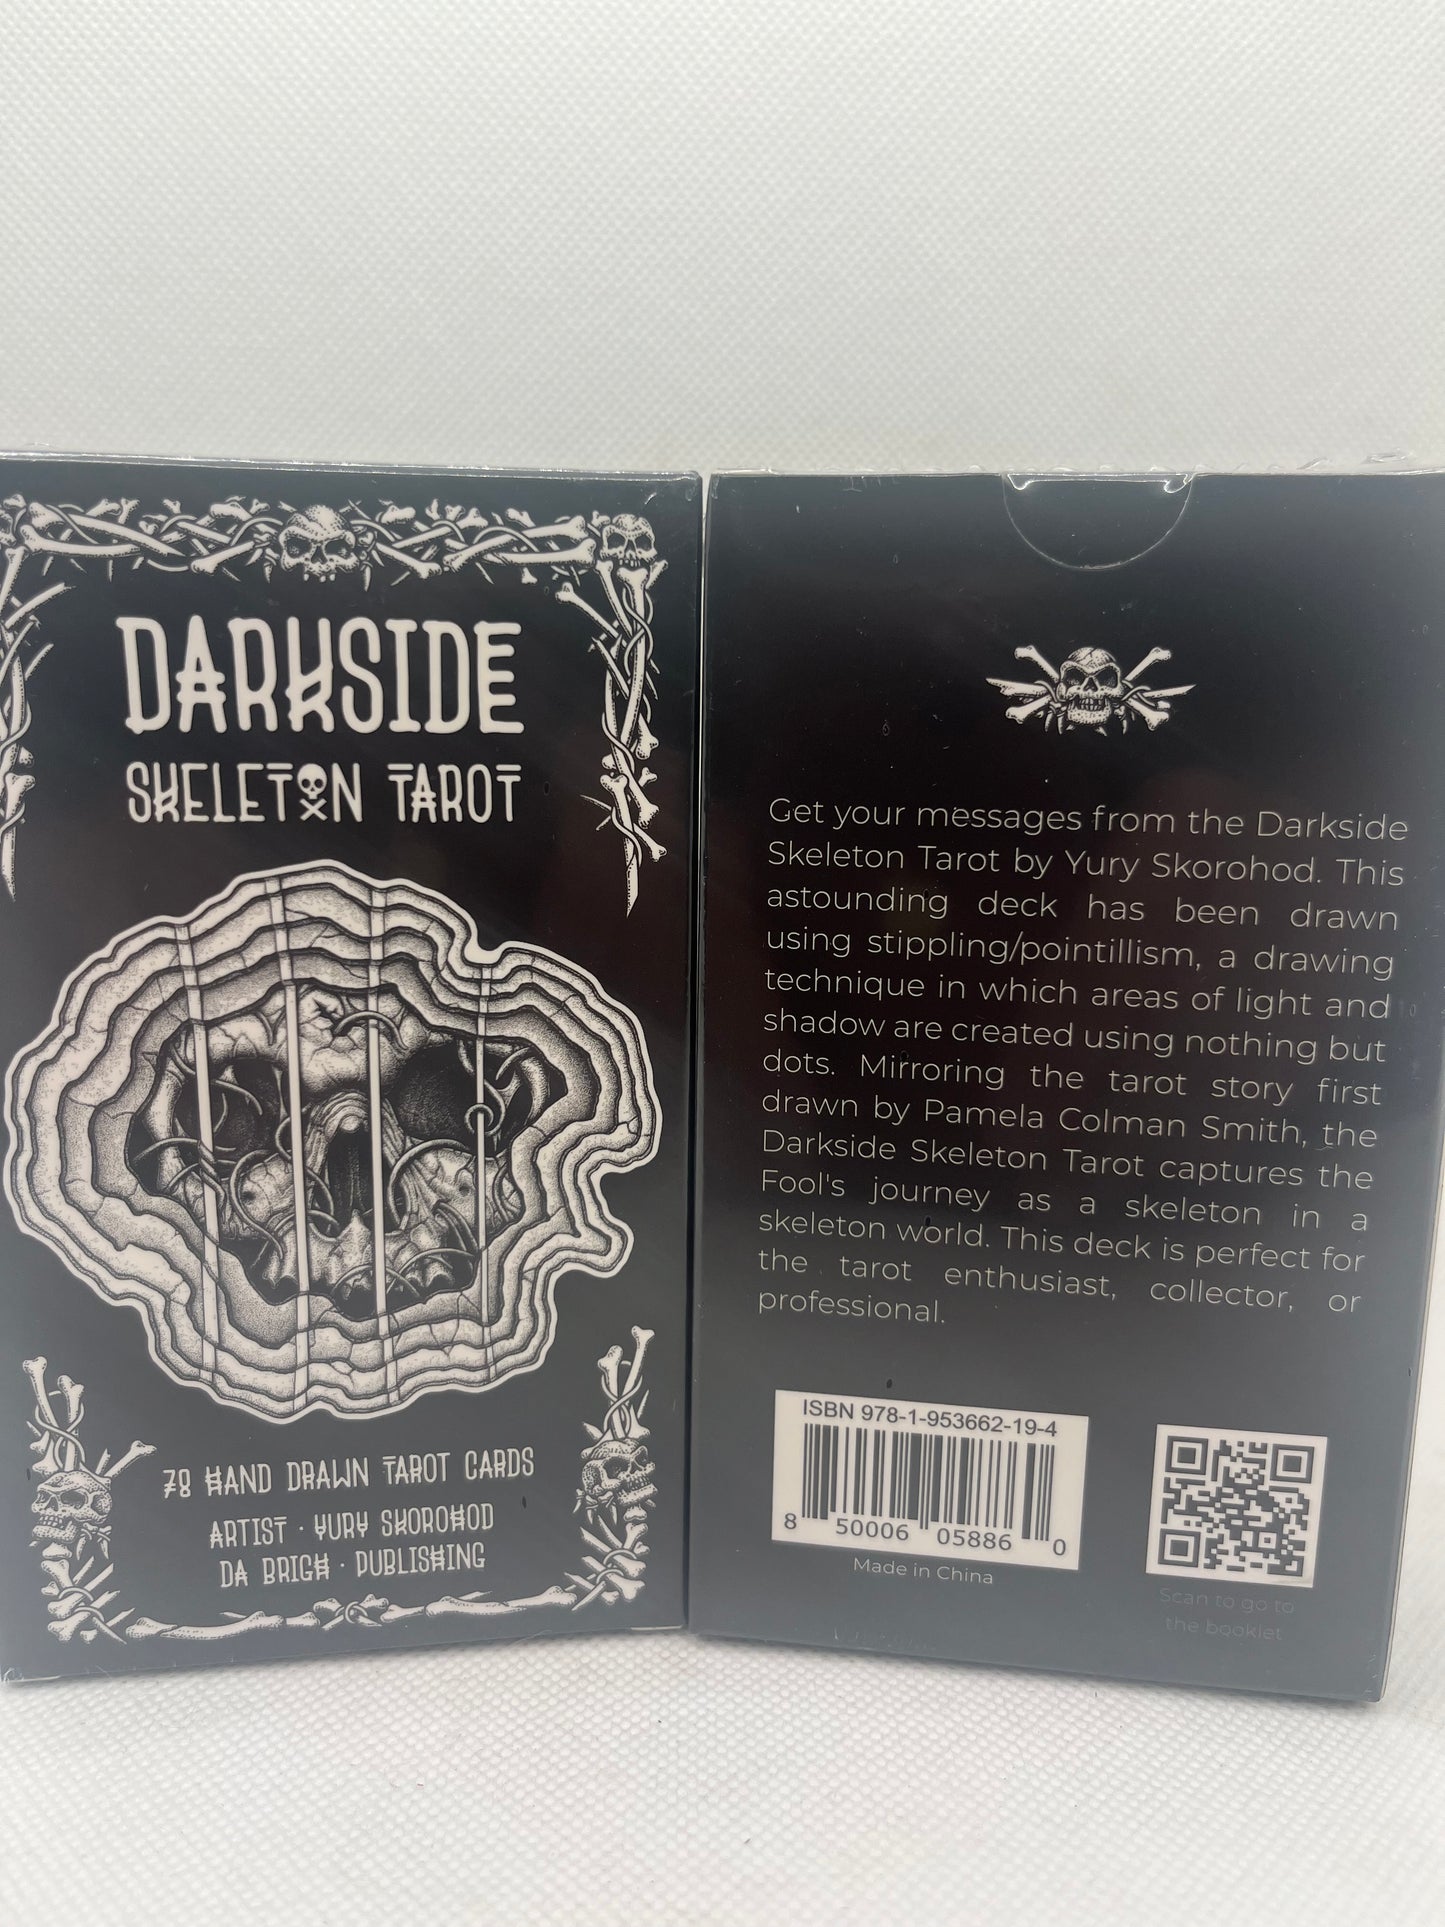 DARKSIDE
SKELETON TAROT
78 HAND DRAWN TAROT CARDS
ARTIST · YURY SKOROHOD
DA BRIGH · PUBLISHING
Get your messages from the Darkside
Skeleton Tarot by Yury Skorohod. This
astounding deck has been drawn
using stippling/pointillism, a drawing
technique in which areas of light and
shadow are created using nothing but
dots. Mirroring the tarot story first
drawn by Pamela Colman Smith, the
Darkside Skeleton Tarot captures the
Fool's journey as a skeleton in a
skeleton world. This deck is perfect for
the tarot enthusiast, collector, or
professional.
ISBN 978-1-953662-19-4
8 50006 05886 0
Made in China
Scan to go to
the booklet